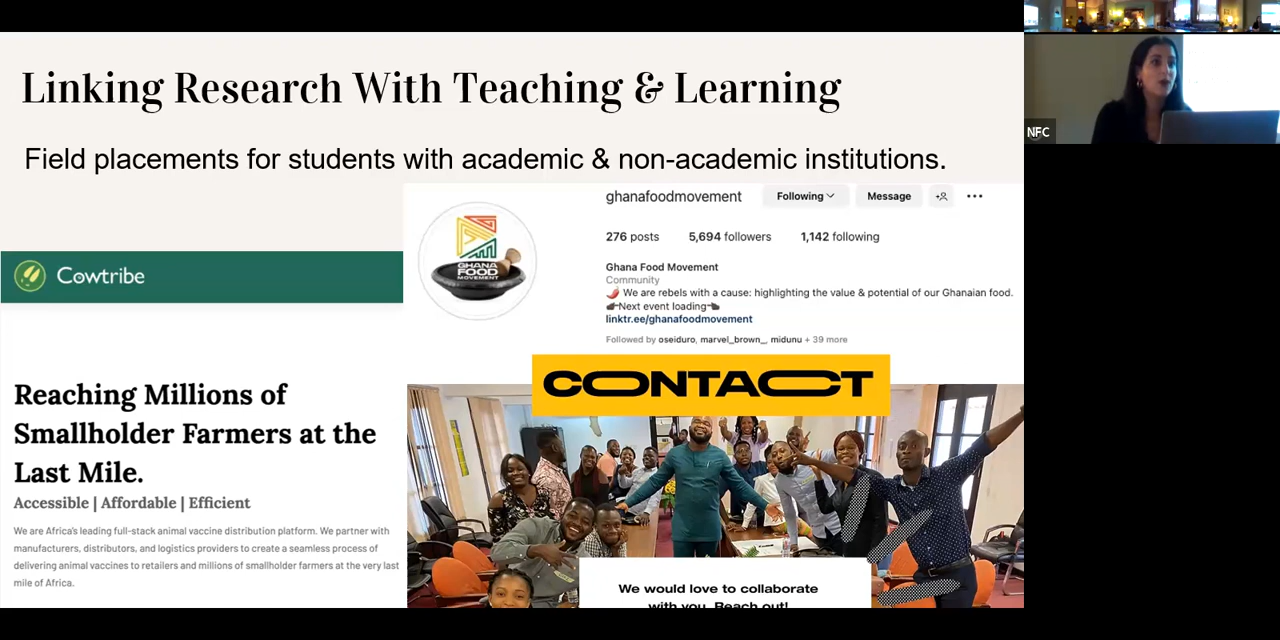 Linking Research With Teaching & Learning
Field placements for students with academic & non-academic institutions.
Cowtribe
Reaching Millions of
Smallholder Farmers at the
Last Mile.
Accessible | Affordable | Efficient
We are Africa's leading full-stack animal vaccine distribution platform. We partner with
manufacturers, distributors, and logistics providers to create a seamless process of
delivering animal vaccines to retailers and millions of smallholder farmers at the very last
mile of Africa.
GHANA
FOOD
MOVEMENT
ghanafoodmovement Following Message
276 posts 5,694 followers 1,142 following
Ghana Food Movement
Community
🌶️ We are rebels with a cause: highlighting the value & potential of our Ghanaian food.
Next event loading
linktr.ee/ghanafoodmovement
Followed by oseiduro, marvel_brown_, midunu + 39 more
CONTACT
We would love to collaborate
with you. Reach out!
NFC